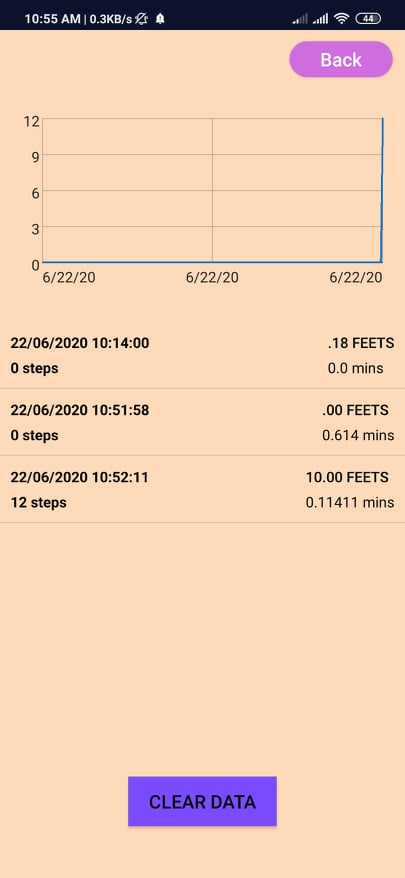 10:55 AM | 0.3KB/s
44
Back
12
9
6
3
0
6/22/20 6/22/20 6/22/20
22/06/2020 10:14:00 .18 FEETS
0 steps 0.0 mins
22/06/2020 10:51:58 .00 FEETS
0 steps 0.614 mins
22/06/2020 10:52:11 10.00 FEETS
12 steps 0.11411 mins
CLEAR DATA